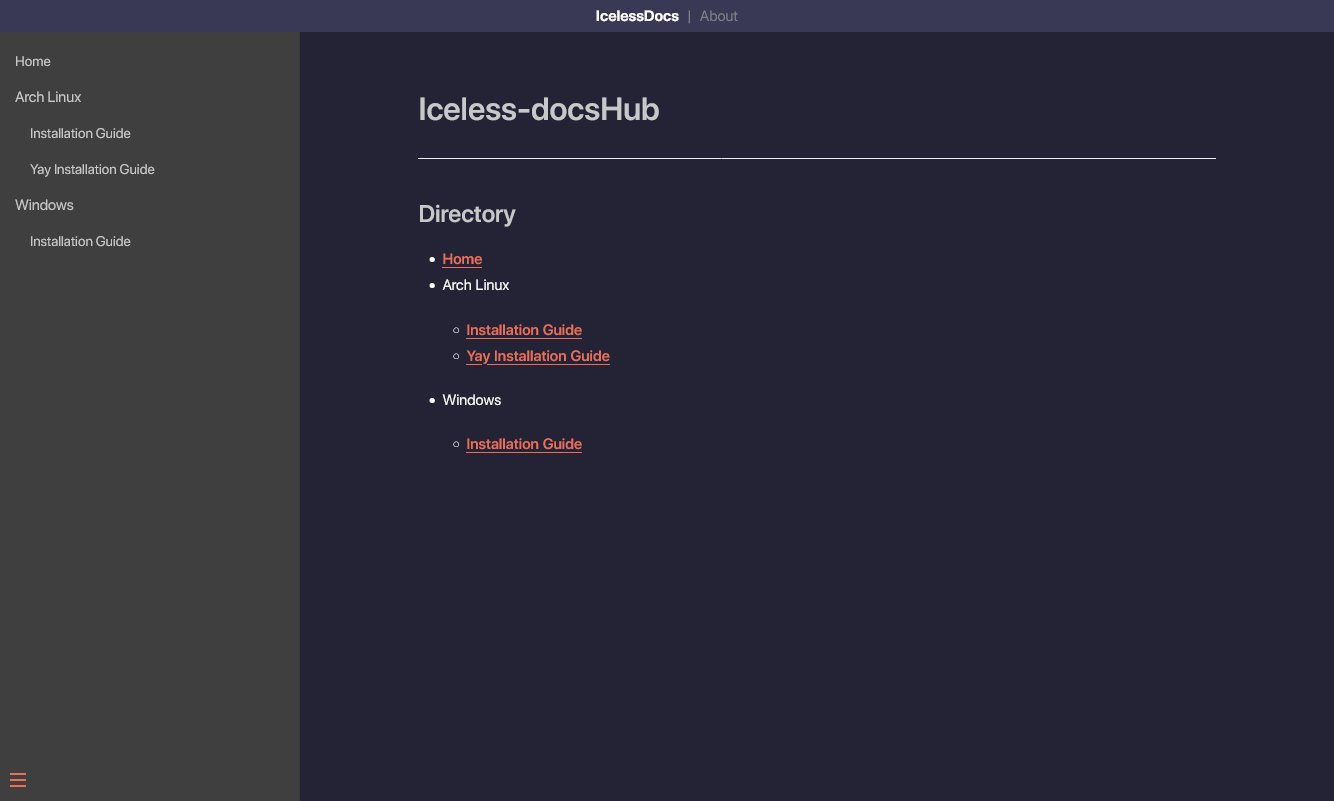 IcelessDocs | About
Home
Arch Linux
Installation Guide
Yay Installation Guide
Windows
Installation Guide
Iceless-docsHub
Directory
Home
Arch Linux
Installation Guide
Yay Installation Guide
Windows
Installation Guide